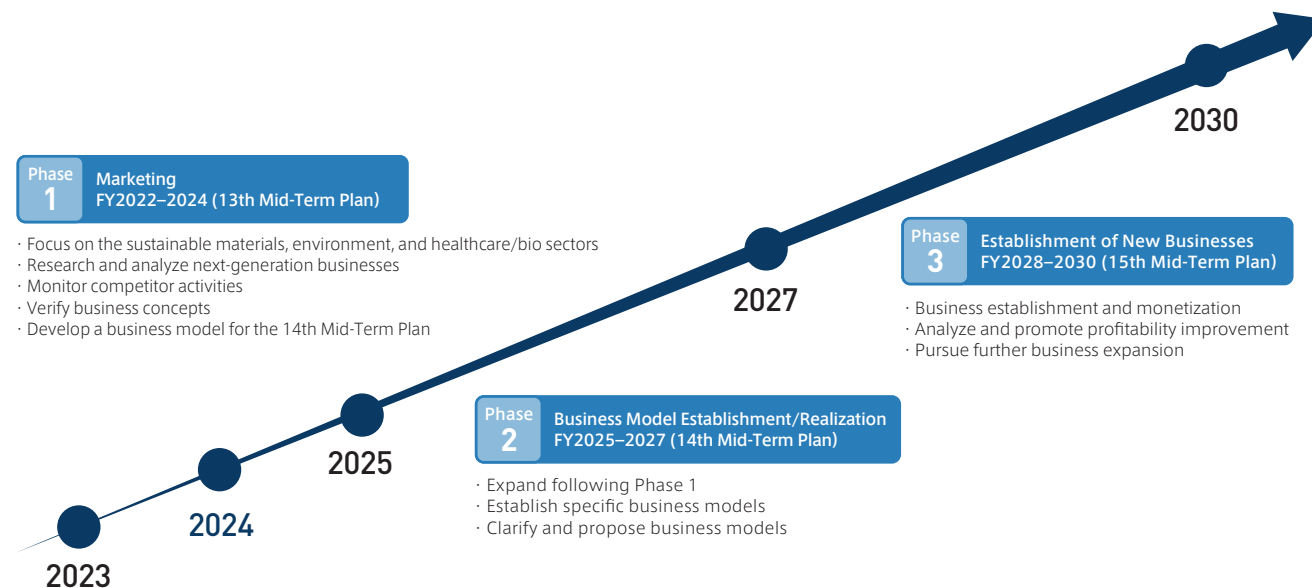 Phase
1
Marketing
FY2022–2024 (13th Mid-Term Plan)
· Focus on the sustainable materials, environment, and healthcare/bio sectors
· Research and analyze next-generation businesses
· Monitor competitor activities
· Verify business concepts
· Develop a business model for the 14th Mid-Term Plan
2023
2024
2025
Phase
2
Business Model Establishment/Realization
FY2025–2027 (14th Mid-Term Plan)
· Expand following Phase 1
· Establish specific business models
· Clarify and propose business models
2027
Phase
3
Establishment of New Businesses
FY2028–2030 (15th Mid-Term Plan)
· Business establishment and monetization
· Analyze and promote profitability improvement
· Pursue further business expansion
2030